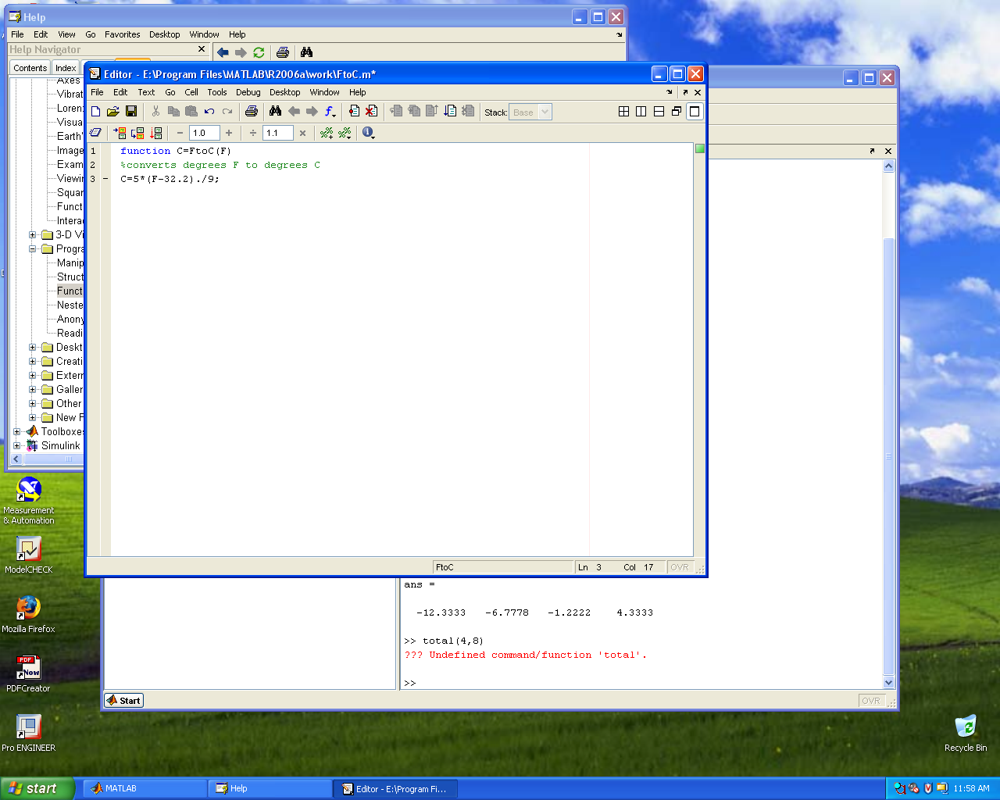 Help
File Edit View Go Favorites Desktop Window Help
Help Navigator
Contents Index
Axes
Vibrat
Loren
Visua
Earth'
Image
Exam
Viewin
Squar
Funct
Intera
3-D Vi
Progra
Manip
Struct
Funct
Neste
Anony
Readi
Deskt
Creati
Extern
Galler
Other
New F
Toolboxes
Simulink
Editor - E:\Program Files\MATLAB\R2006a\work\FtoC.m*
File Edit Text Go Cell Tools Debug Desktop Window Help
Stack: Base
1.0 1.1
1 function C=FtoC(F)
2 %converts degrees F to degrees C
3 - C=5*(F-32.2)./9;
FtoC Ln 3 Col 17 OVR
ans =
-12.3333 -6.7778 -1.2222 4.3333
>> total(4,8)
??? Undefined command/function 'total'.
>>
Start OVR
Measurement
& Automation
ModelCHECK
Mozilla Firefox
PDF
Now
PDFCreator
Pro ENGINEER
Recycle Bin
start MATLAB Help Editor - E:\Program Fi... 11:58 AM